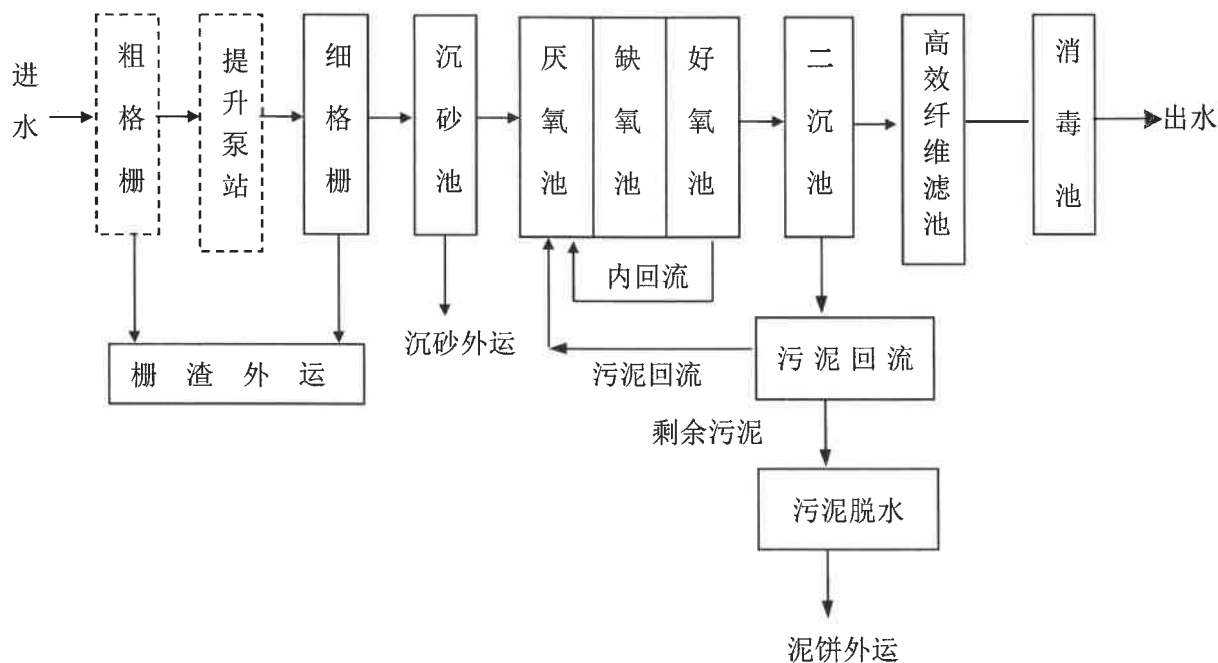 进水
粗格栅
提升泵站
细格栅
沉砂池
厌氧池
缺氧池
好氧池
二沉池
高效纤维滤池
消毒池
出水
内回流
沉砂外运
栅渣外运
污泥回流
污泥回流
剩余污泥
污泥脱水
泥饼外运